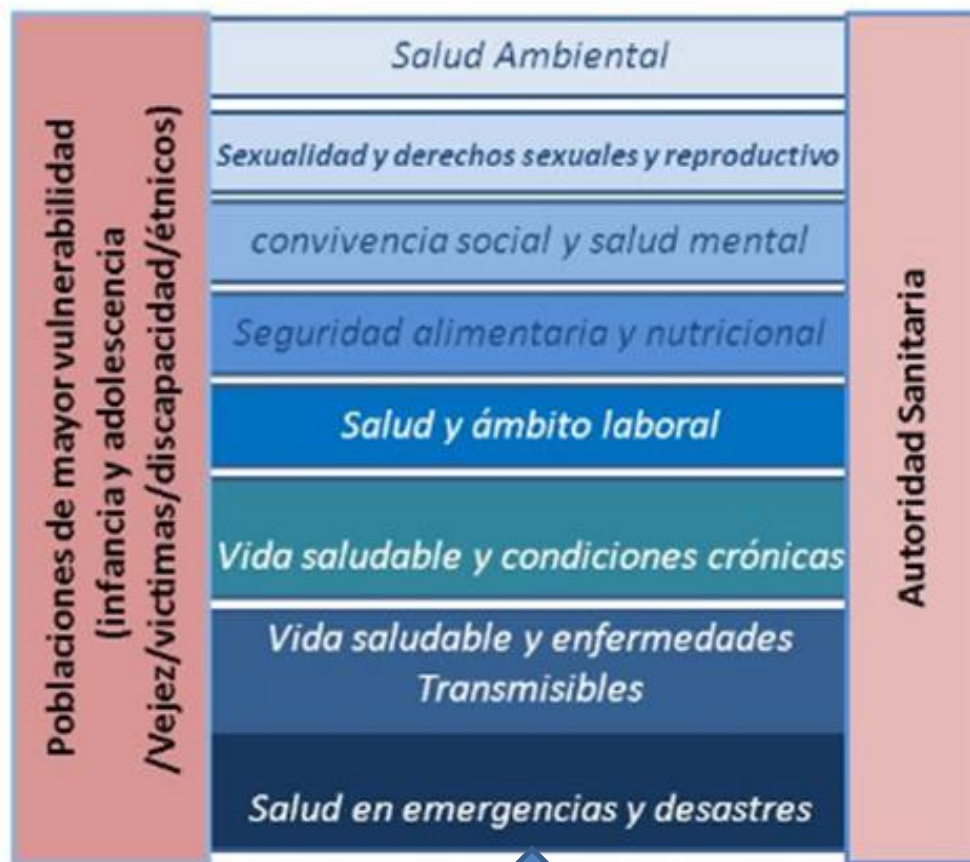 Poblaciones de mayor vulnerabilidad
(infancia y adolescencia
/Vejez/victimas/discapacidad/étnicos)
Salud Ambiental
Sexualidad y derechos sexuales y reproductivo
convivencia social y salud mental
Seguridad alimentaria y nutricional
Salud y ámbito laboral
Vida saludable y condiciones crónicas
Vida saludable y enfermedades
Transmisibles
Salud en emergencias y desastres
Autoridad Sanitaria